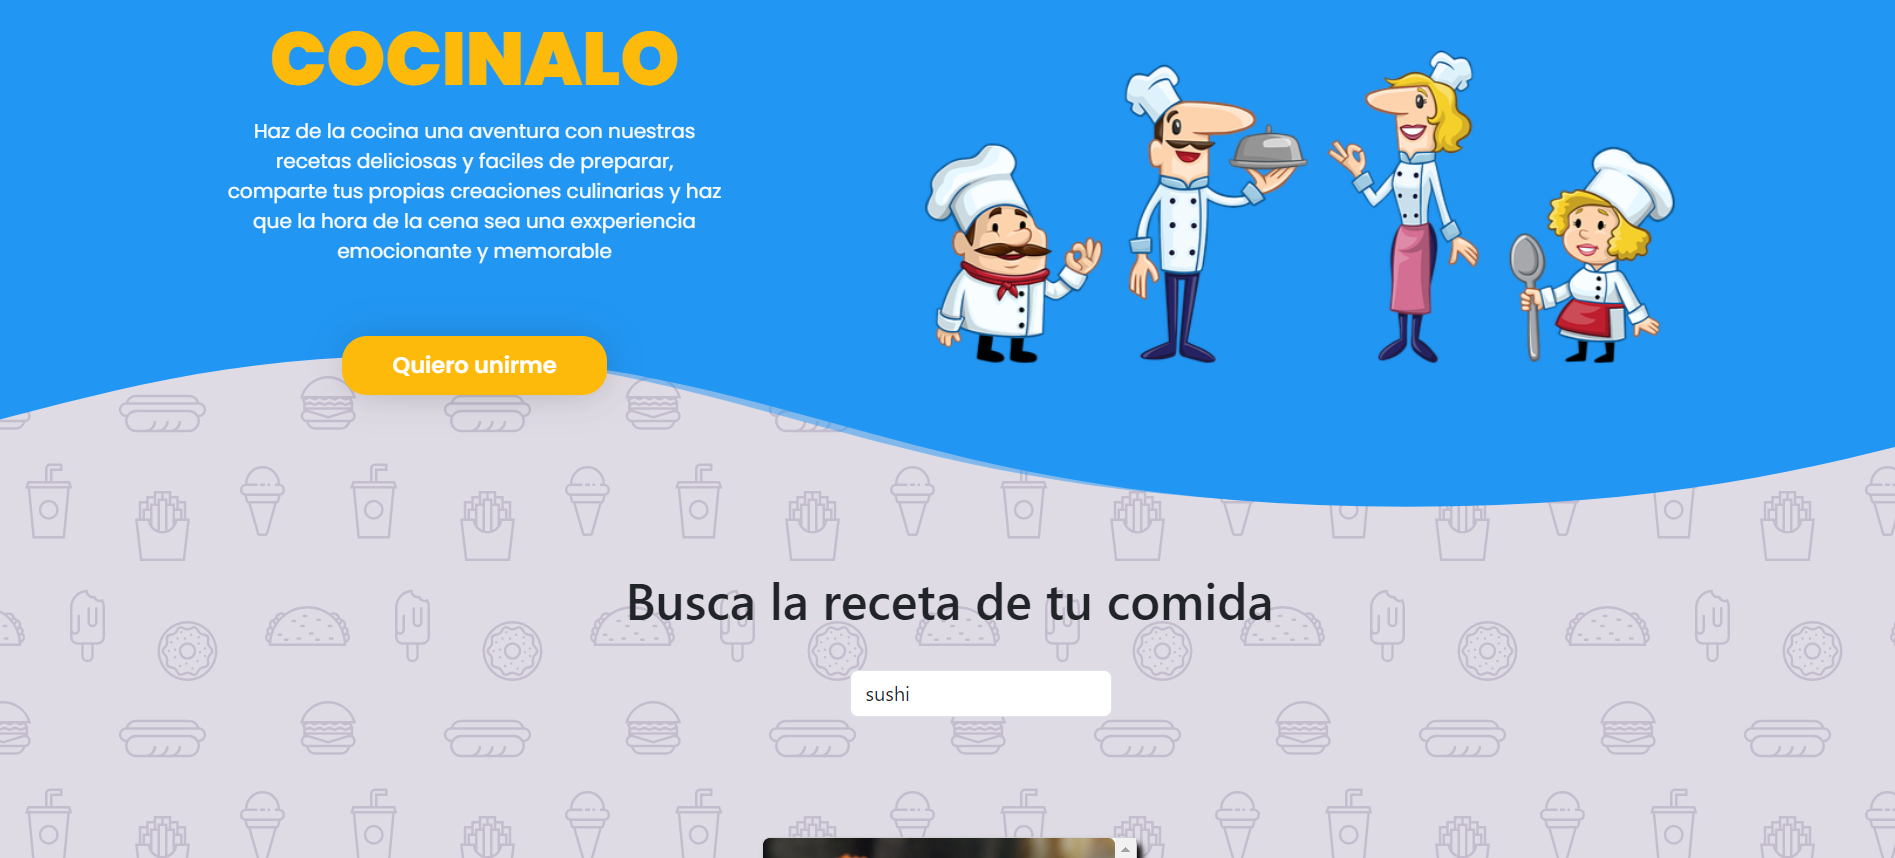 COCINALO
Haz de la cocina una aventura con nuestras
recetas deliciosas y faciles de preparar,
comparte tus propias creaciones culinarias y haz
que la hora de la cena sea una exxperiencia
emocionante y memorable
Quiero unirme
Busca la receta de tu comida
sushi